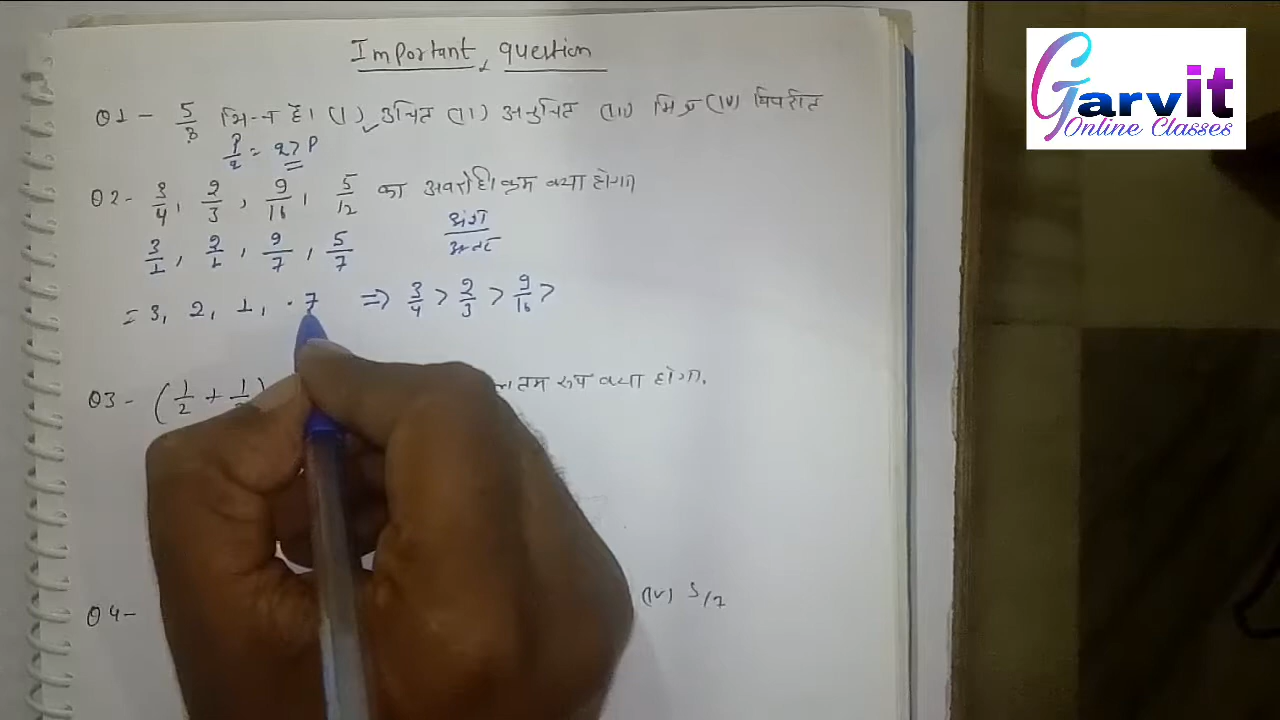 Important question
Q1 - 5/8 भिन्न है। (I) उचित (II) अनुचित (III) मिश्र (IV) विपरीत
P/q = q > P
Q2 - 3/4, 2/3, 9/16, 5/12 का अवरोही क्रम क्या होगा
3/1, 2/1, 9/7, 5/7
अंश/अन्तर
= 3, 2, 1, .7 => 3/4 > 2/3 > 9/16 >
Q3 - (1/2 + 1/ रूप क्या होगा.
Q4 - (IV) 5/7
Garvit
Online Classes